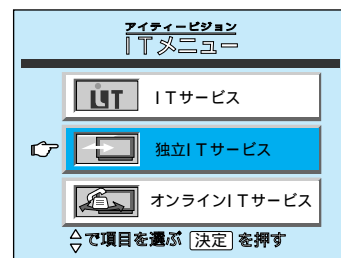 アイティービジョン
ITメニュー
ITサービス
独立ITサービス
オンラインITサービス
で項目を選ぶ 決定 を押す